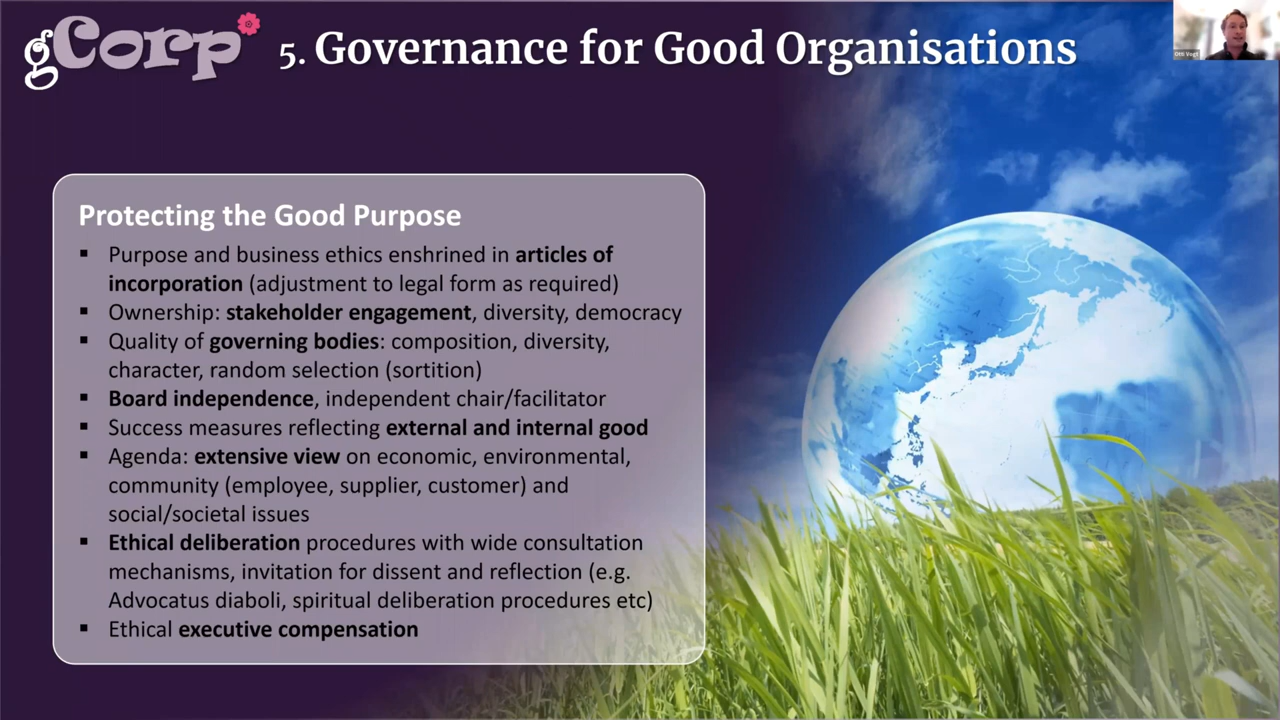 gCorp
5. Governance for Good Organisations
Otti Vogt
Protecting the Good Purpose
▪ Purpose and business ethics enshrined in articles of
incorporation (adjustment to legal form as required)
▪ Ownership: stakeholder engagement, diversity, democracy
▪ Quality of governing bodies: composition, diversity,
character, random selection (sortition)
▪ Board independence, independent chair/facilitator
▪ Success measures reflecting external and internal good
▪ Agenda: extensive view on economic, environmental,
community (employee, supplier, customer) and
social/societal issues
▪ Ethical deliberation procedures with wide consultation
mechanisms, invitation for dissent and reflection (e.g.
Advocatus diaboli, spiritual deliberation procedures etc)
▪ Ethical executive compensation